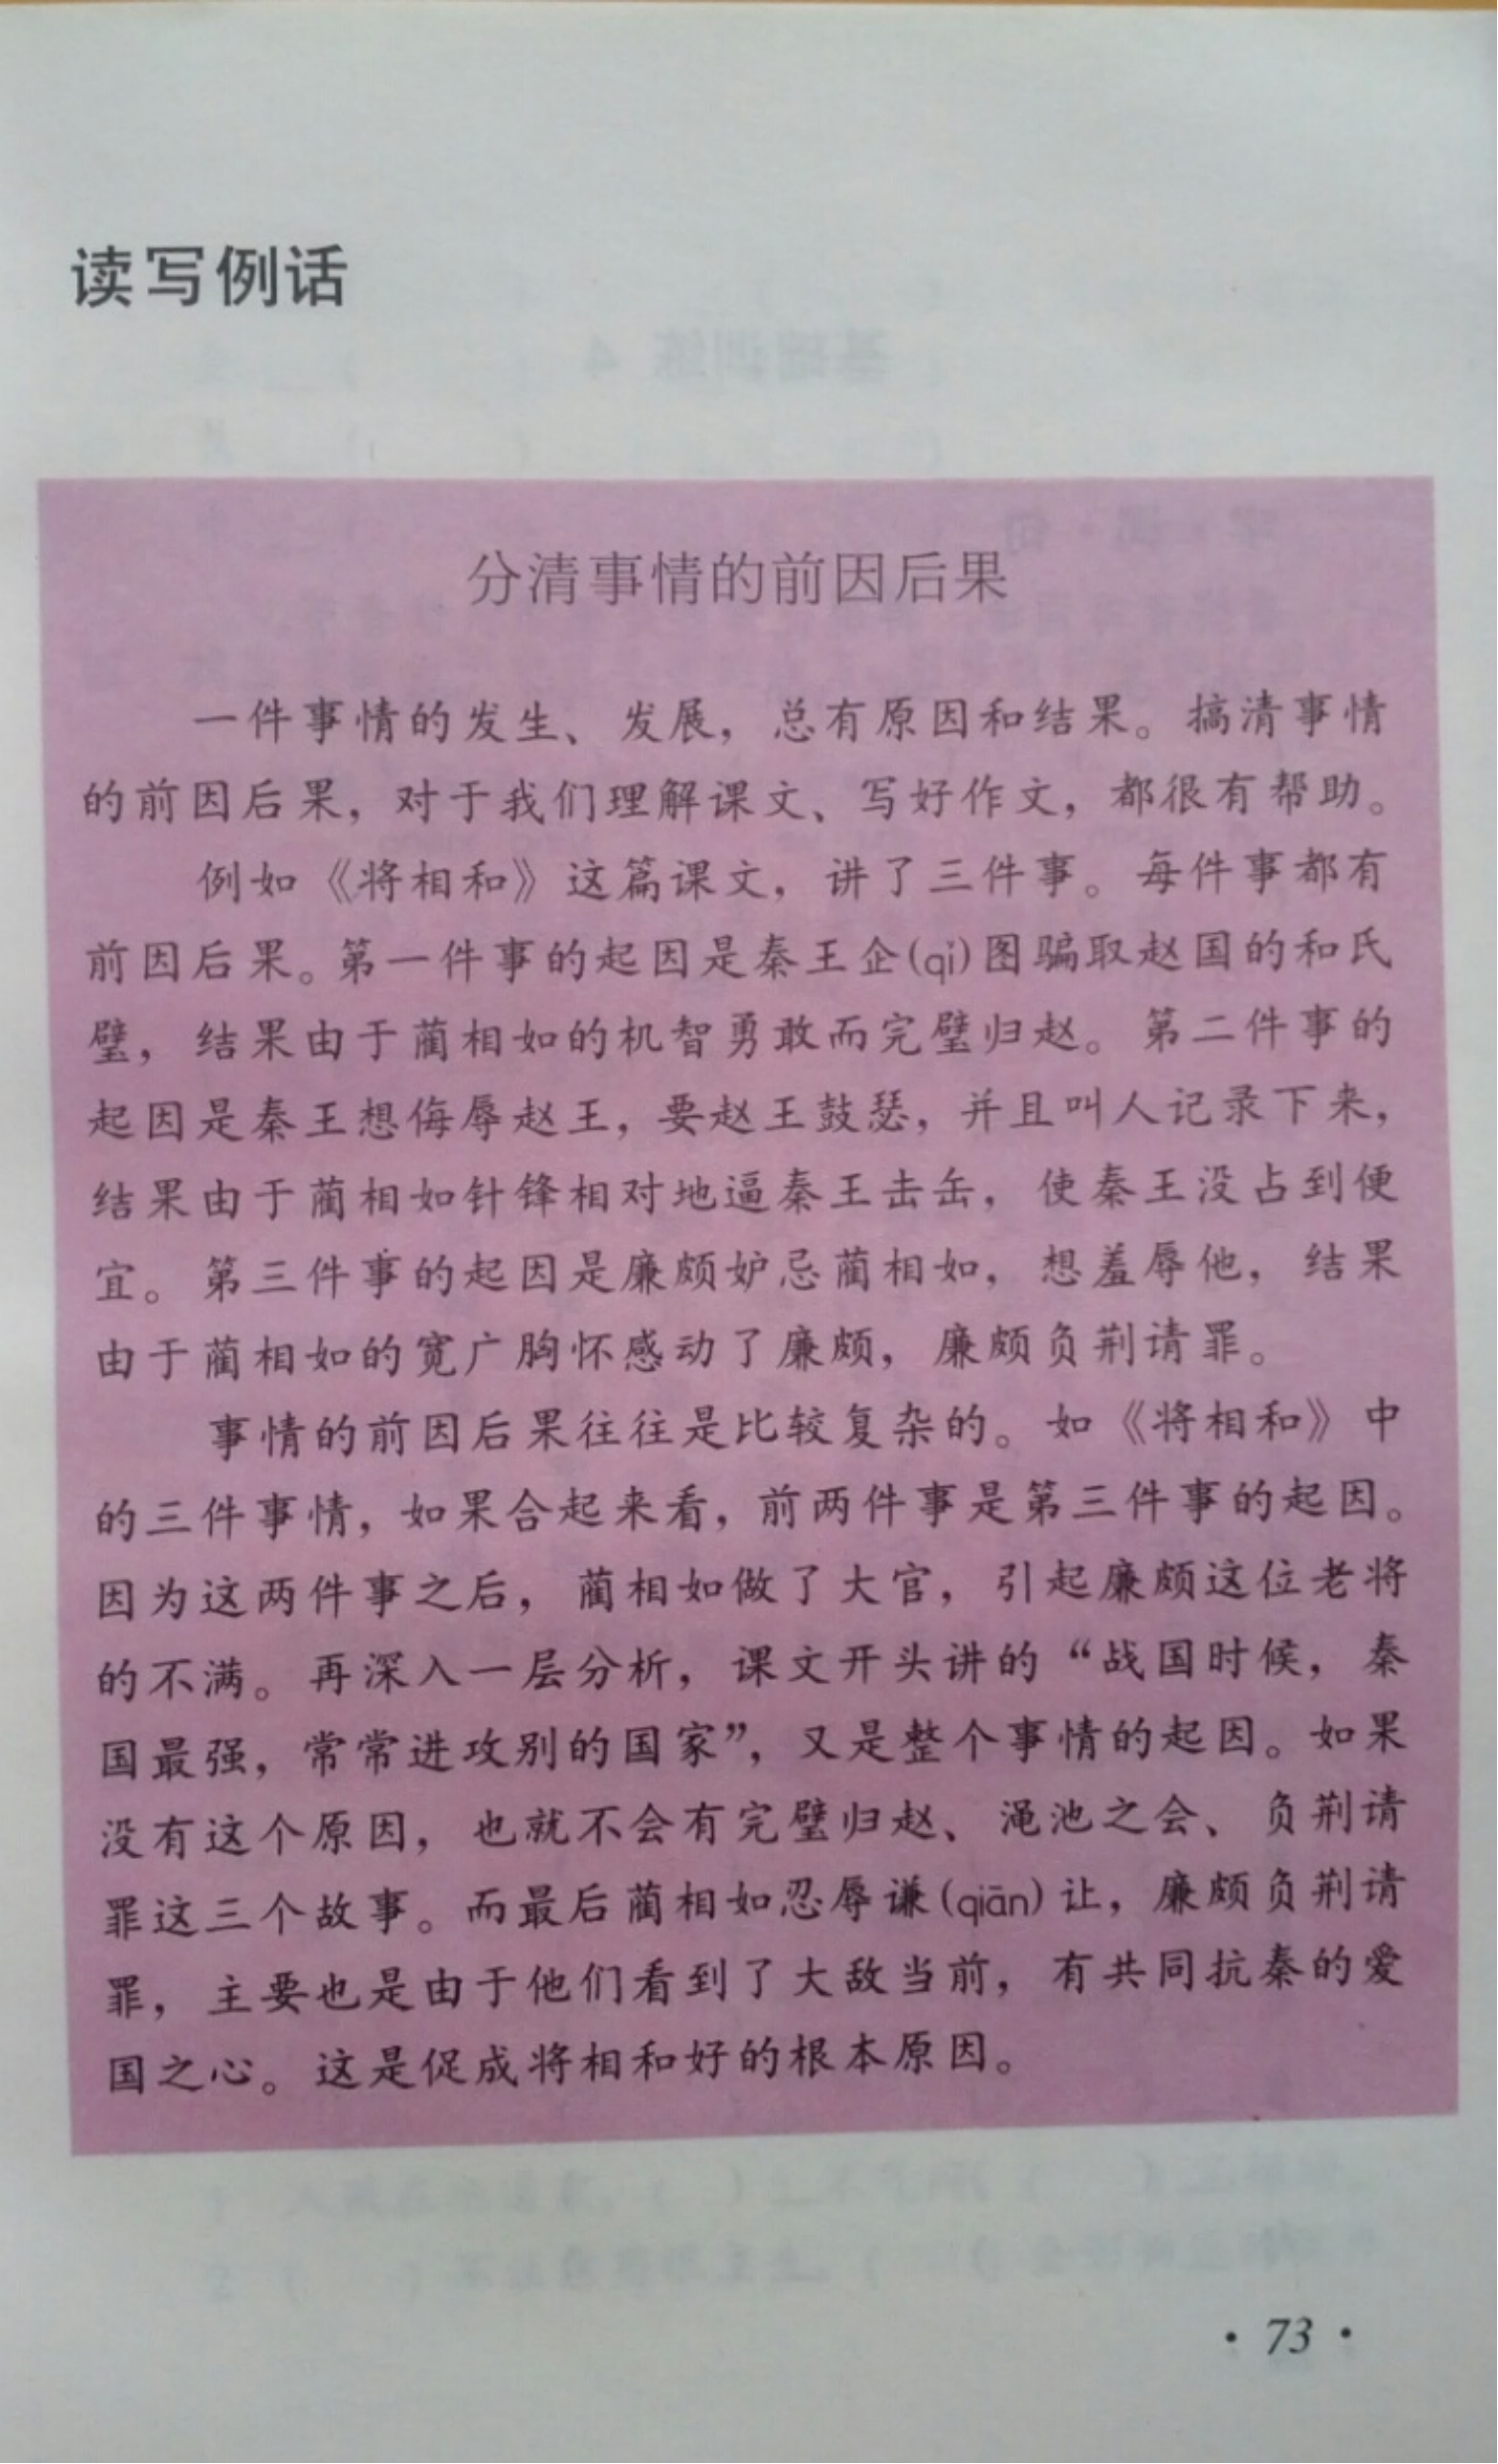 读写例话
分清事情的前因后果
一件事情的发生、发展，总有原因和结果。搞清事情
的前因后果，对于我们理解课文、写好作文，都很有帮助。
例如《将相和》这篇课文，讲了三件事。每件事都有
前因后果。第一件事的起因是秦王企(qǐ)图骗取赵国的和氏
璧，结果由于蔺相如的机智勇敢而完璧归赵。第二件事的
起因是秦王想侮辱赵王，要赵王鼓瑟，并且叫人记录下来，
结果由于蔺相如针锋相对地逼秦王击缶，使秦王没占到便
宜。第三件事的起因是廉颇妒忌蔺相如，想羞辱他，结果
由于蔺相如的宽广胸怀感动了廉颇，廉颇负荆请罪。
事情的前因后果往往是比较复杂的。如《将相和》中
的三件事情，如果合起来看，前两件事是第三件事的起因。
因为这两件事之后，蔺相如做了大官，引起廉颇这位老将
的不满。再深入一层分析，课文开头讲的“战国时候，秦
国最强，常常进攻别的国家”，又是整个事情的起因。如果
没有这个原因，也就不会有完璧归赵、渑池之会、负荆请
罪这三个故事。而最后蔺相如忍辱谦(qiān)让，廉颇负荆请
罪，主要也是由于他们看到了大敌当前，有共同抗秦的爱
国之心。这是促成将相和好的根本原因。
·73·